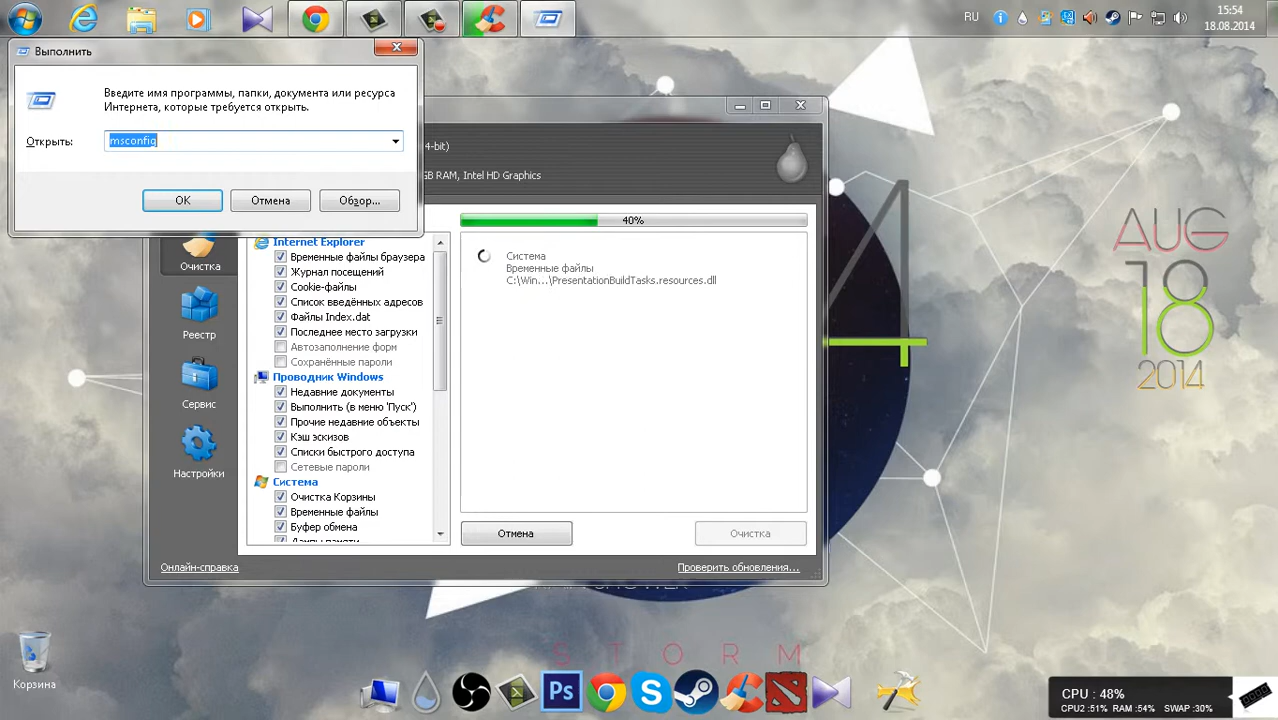 RU
15:54
18.08.2014
Выполнить
Введите имя программы, папки, документа или ресурса
Интернета, которые требуется открыть.
Открыть:
msconfig
OK
Отмена
Обзор...
4-bit)
GB RAM, Intel HD Graphics
40%
Очистка
Реестр
Сервис
Настройки
Internet Explorer
Временные файлы браузера
Журнал посещений
Cookie-файлы
Список введённых адресов
Файлы Index.dat
Последнее место загрузки
Автозаполнение форм
Сохранённые пароли
Проводник Windows
Недавние документы
Выполнить (в меню 'Пуск')
Прочие недавние объекты
Кэш эскизов
Списки быстрого доступа
Сетевые пароли
Система
Очистка Корзины
Временные файлы
Буфер обмена
Дампы памяти
Система
Временные файлы
C:\Win...\PresentationBuildTasks.resources.dll
Отмена
Очистка
Онлайн-справка
Проверить обновления...
AUG
18
2014
4
STORM
Корзина
Ps
CPU : 48%
CPU2 :51% RAM :54% SWAP :30%